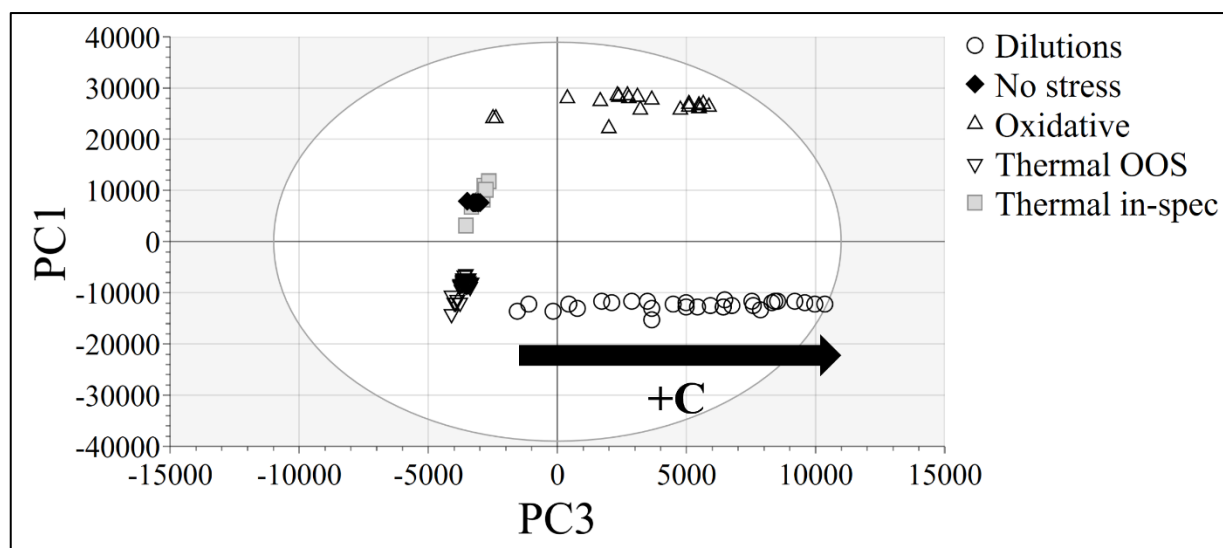 40000
30000
20000
10000
0
-10000
-20000
-30000
-40000
PC1
-15000 -10000 -5000 0 5000 10000 15000
PC3
+C
Dilutions
No stress
Oxidative
Thermal OOS
Thermal in-spec